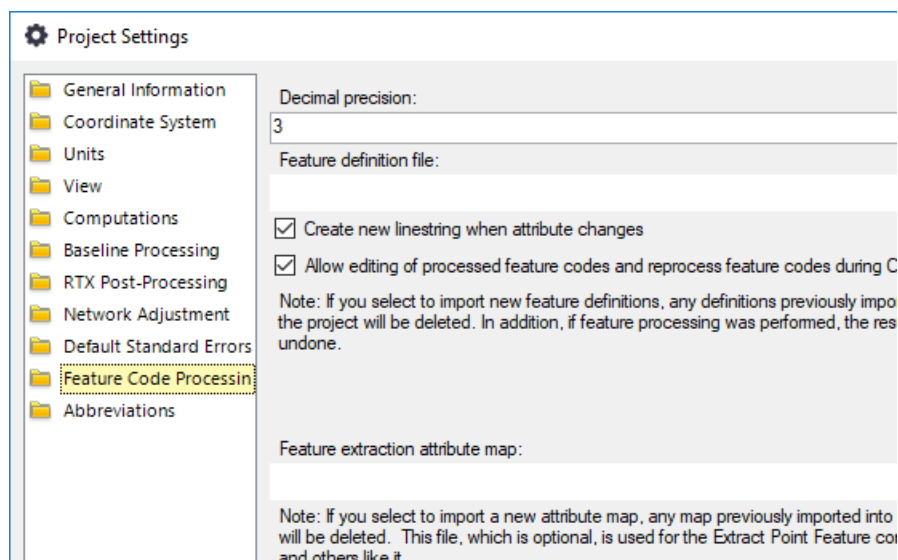 Project Settings
General Information
Coordinate System
Units
View
Computations
Baseline Processing
RTX Post-Processing
Network Adjustment
Default Standard Errors
Feature Code Processin
Abbreviations
Decimal precision:
3
Feature definition file:
Create new linestring when attribute changes
Allow editing of processed feature codes and reprocess feature codes during C
Note: If you select to import new feature definitions, any definitions previously impor
the project will be deleted. In addition, if feature processing was performed, the res
undone.
Feature extraction attribute map:
Note: If you select to import a new attribute map, any map previously imported into
will be deleted. This file, which is optional, is used for the Extract Point Feature co
and others like it